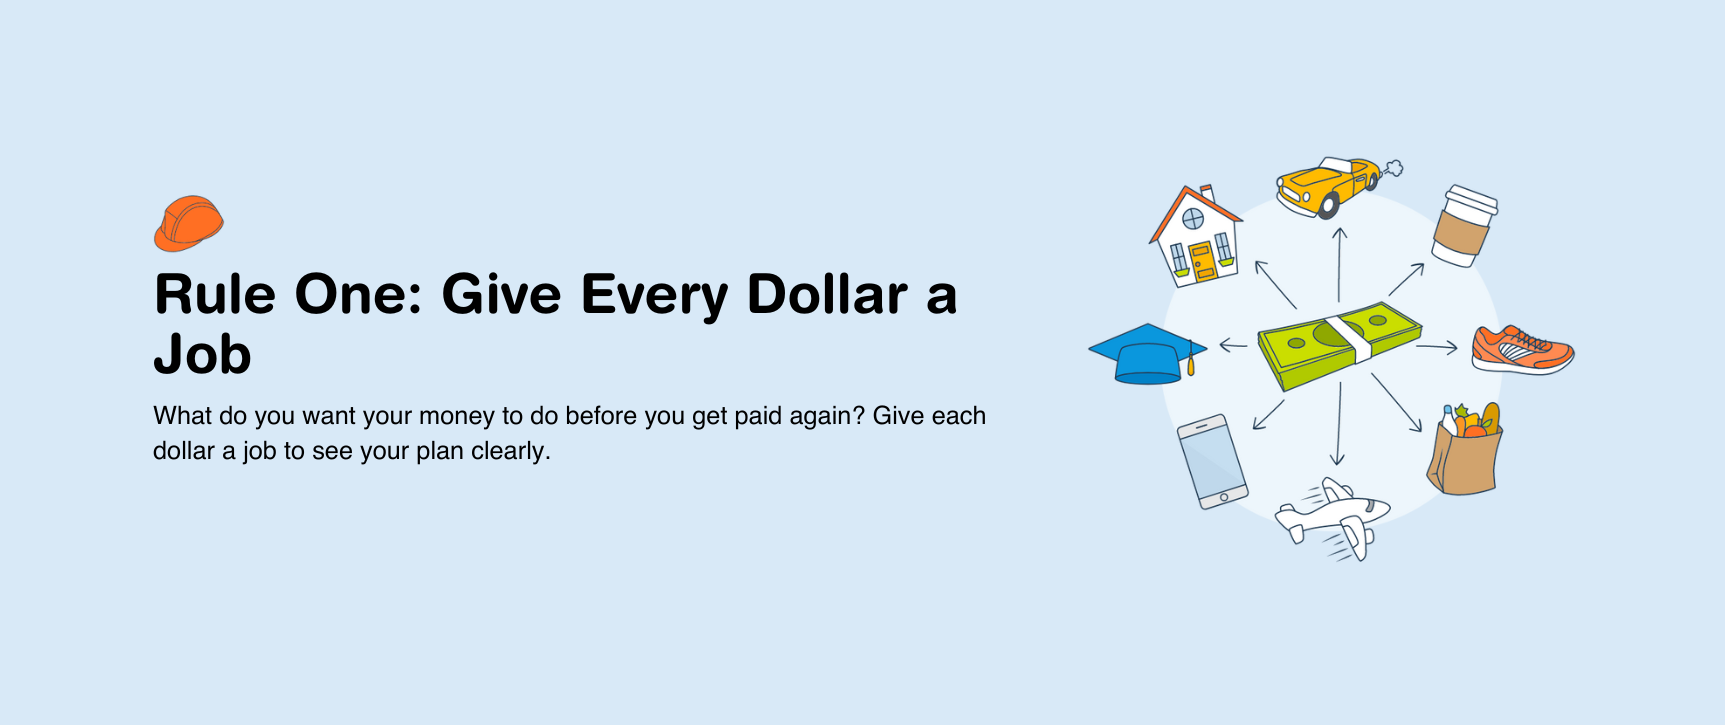 Rule One: Give Every Dollar a
Job
What do you want your money to do before you get paid again? Give each
dollar a job to see your plan clearly.